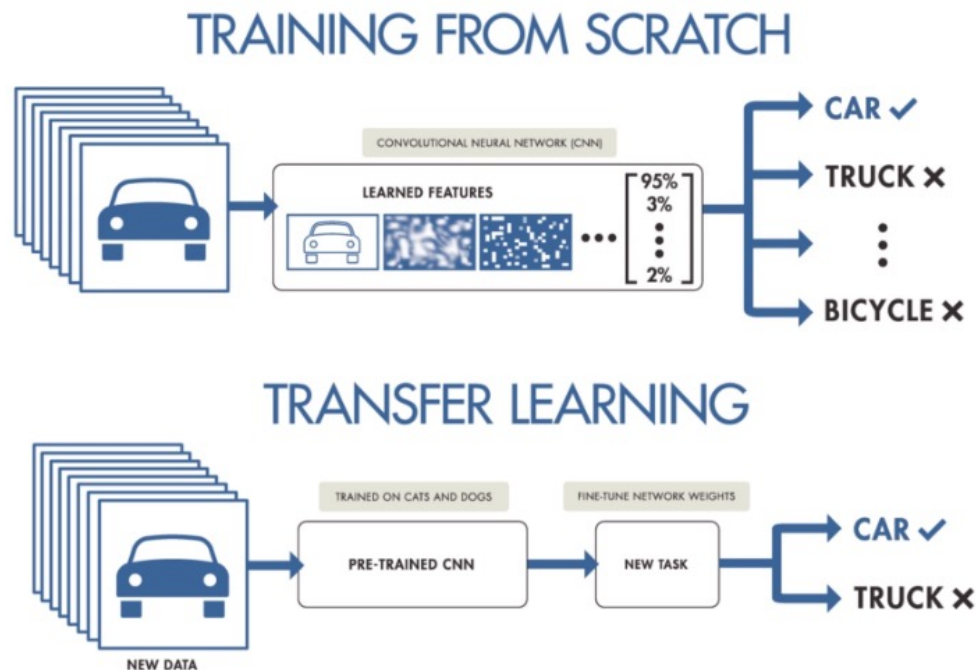 TRAINING FROM SCRATCH
CONVOLUTIONAL NEURAL NETWORK (CNN)
LEARNED FEATURES
95%
3%
2%
CAR ✓
TRUCK ✕
BICYCLE ✕
TRANSFER LEARNING
TRAINED ON CATS AND DOGS
FINE-TUNE NETWORK WEIGHTS
PRE-TRAINED CNN
NEW TASK
CAR ✓
TRUCK ✕
NEW DATA